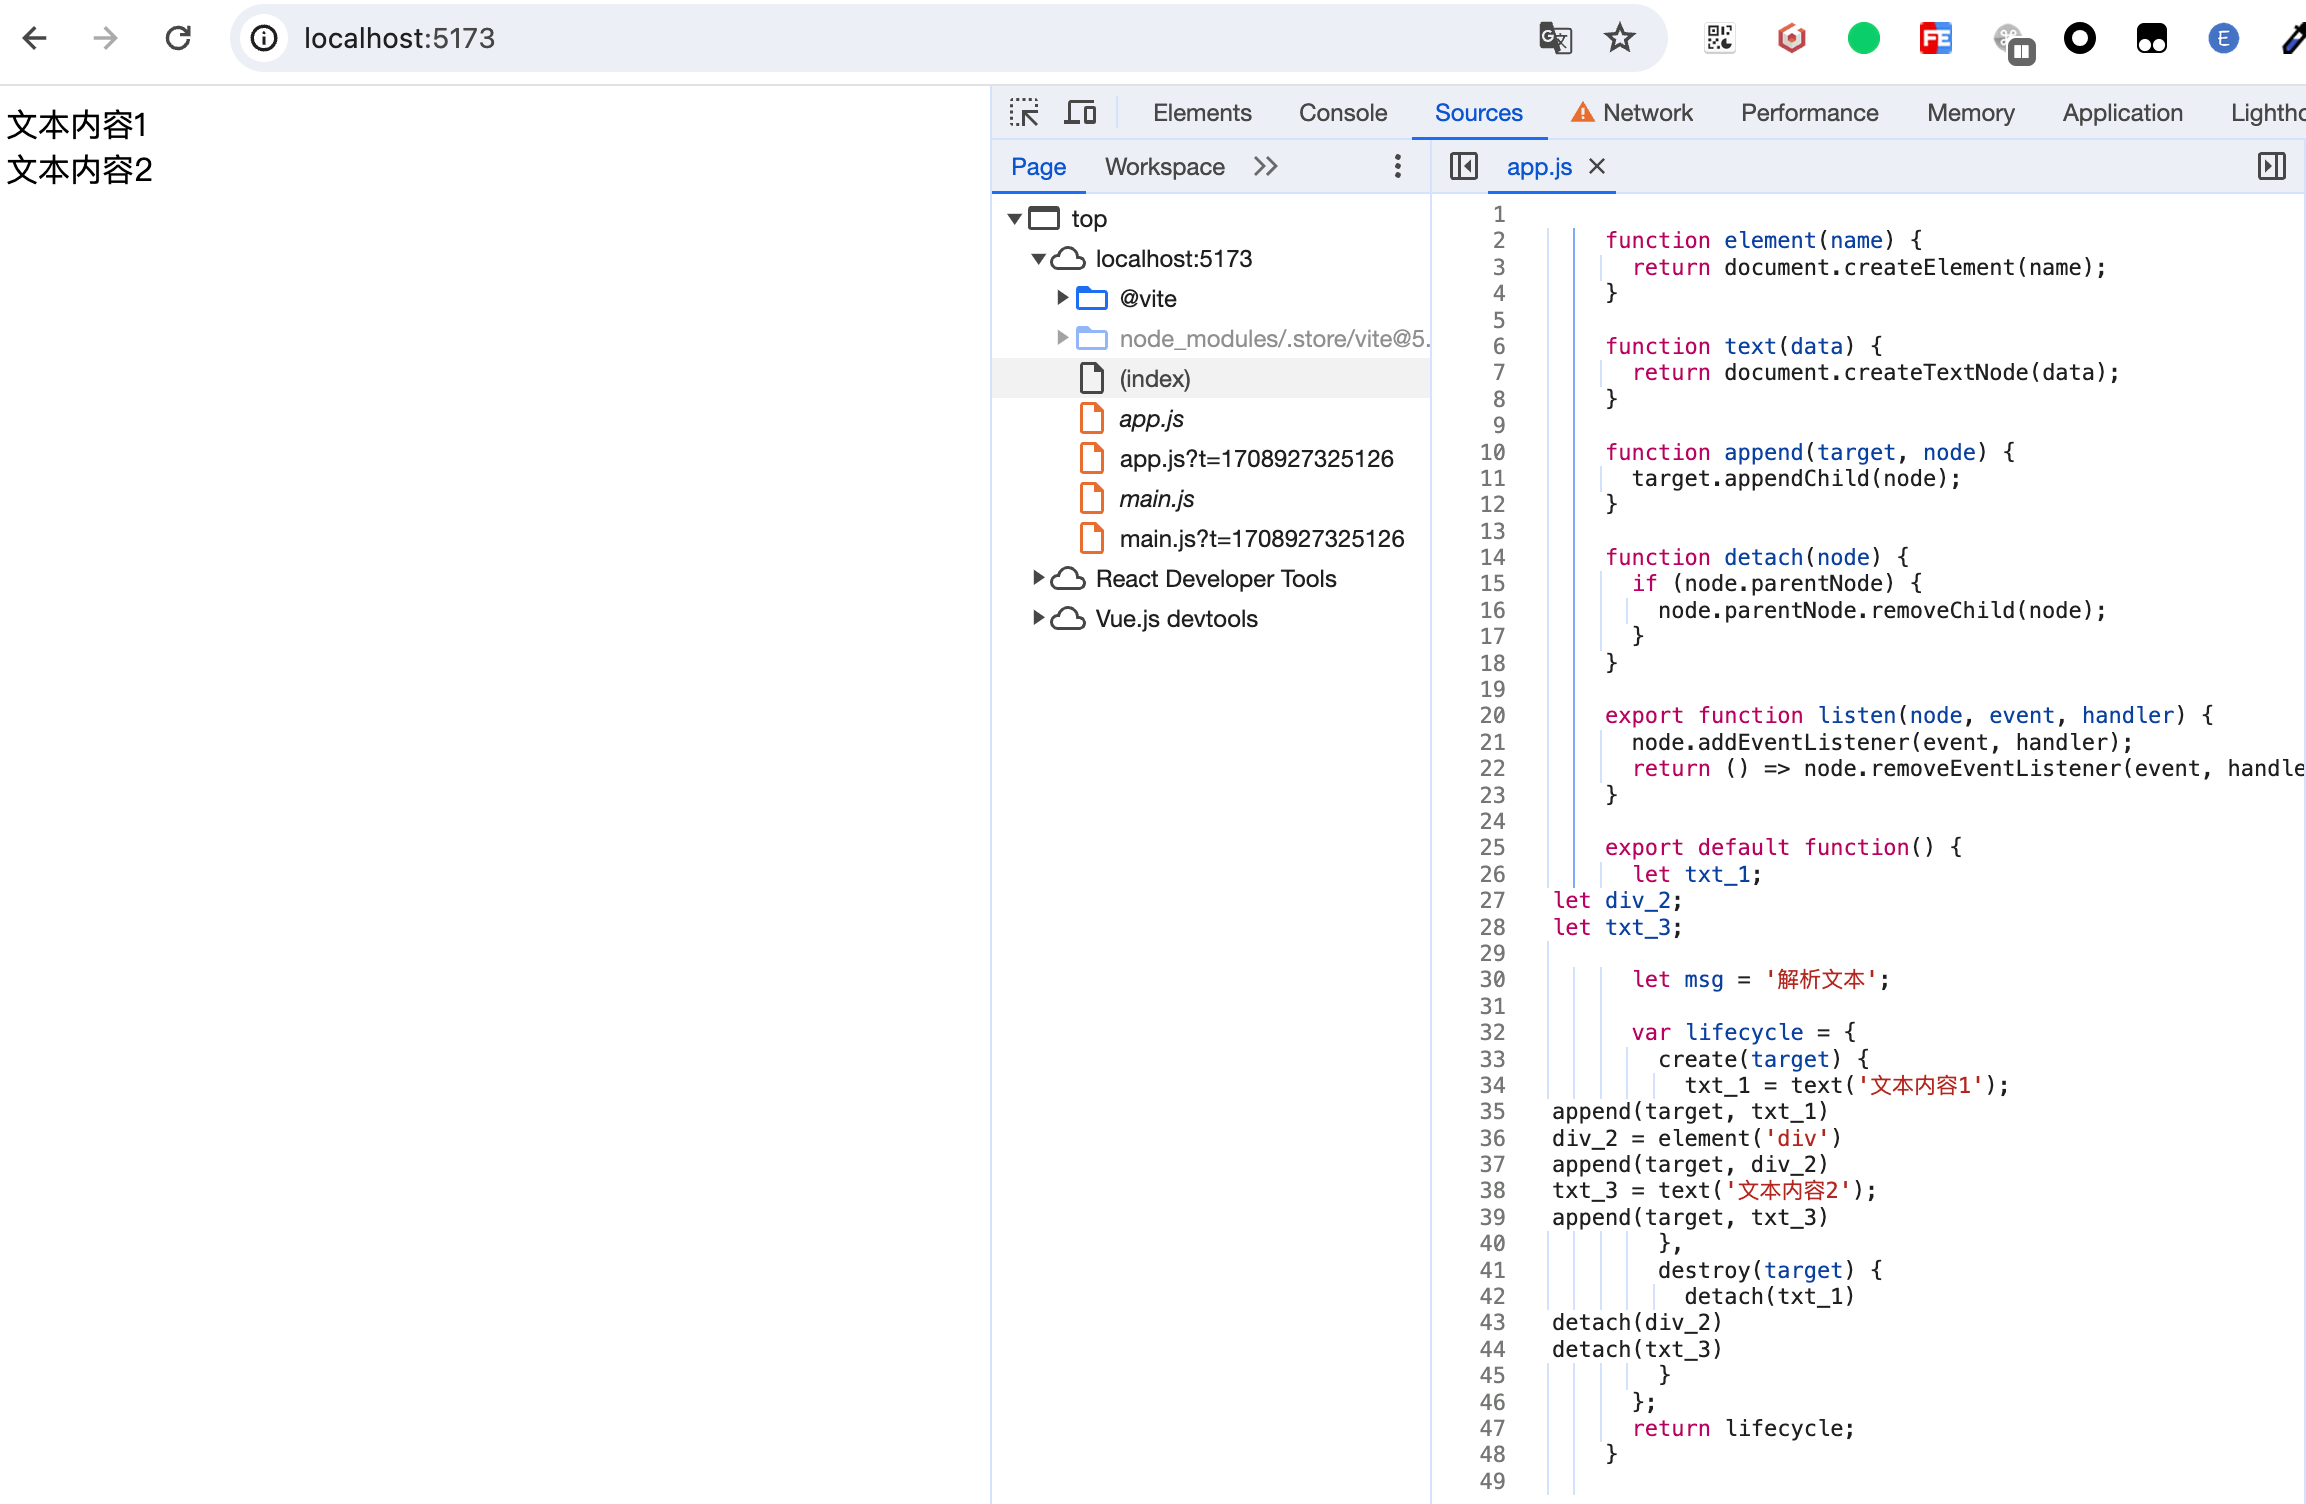 localhost:5173
文本内容1
文本内容2
Elements Console Sources Network Performance Memory Application Lightho
Page Workspace
app.js
top
localhost:5173
@vite
node_modules/.store/vite@5.
(index)
app.js
app.js?t=1708927325126
main.js
main.js?t=1708927325126
React Developer Tools
Vue.js devtools
1
2 function element(name) {
3 return document.createElement(name);
4 }
5
6 function text(data) {
7 return document.createTextNode(data);
8 }
9
10 function append(target, node) {
11 target.appendChild(node);
12 }
13
14 function detach(node) {
15 if (node.parentNode) {
16 node.parentNode.removeChild(node);
17 }
18 }
19
20 export function listen(node, event, handler) {
21 node.addEventListener(event, handler);
22 return () => node.removeEventListener(event, handle
23 }
24
25 export default function() {
26 let txt_1;
27 let div_2;
28 let txt_3;
29
30 let msg = '解析文本';
31
32 var lifecycle = {
33 create(target) {
34 txt_1 = text('文本内容1');
35 append(target, txt_1)
36 div_2 = element('div')
37 append(target, div_2)
38 txt_3 = text('文本内容2');
39 append(target, txt_3)
40 },
41 destroy(target) {
42 detach(txt_1)
43 detach(div_2)
44 detach(txt_3)
45 }
46 };
47 return lifecycle;
48 }
49